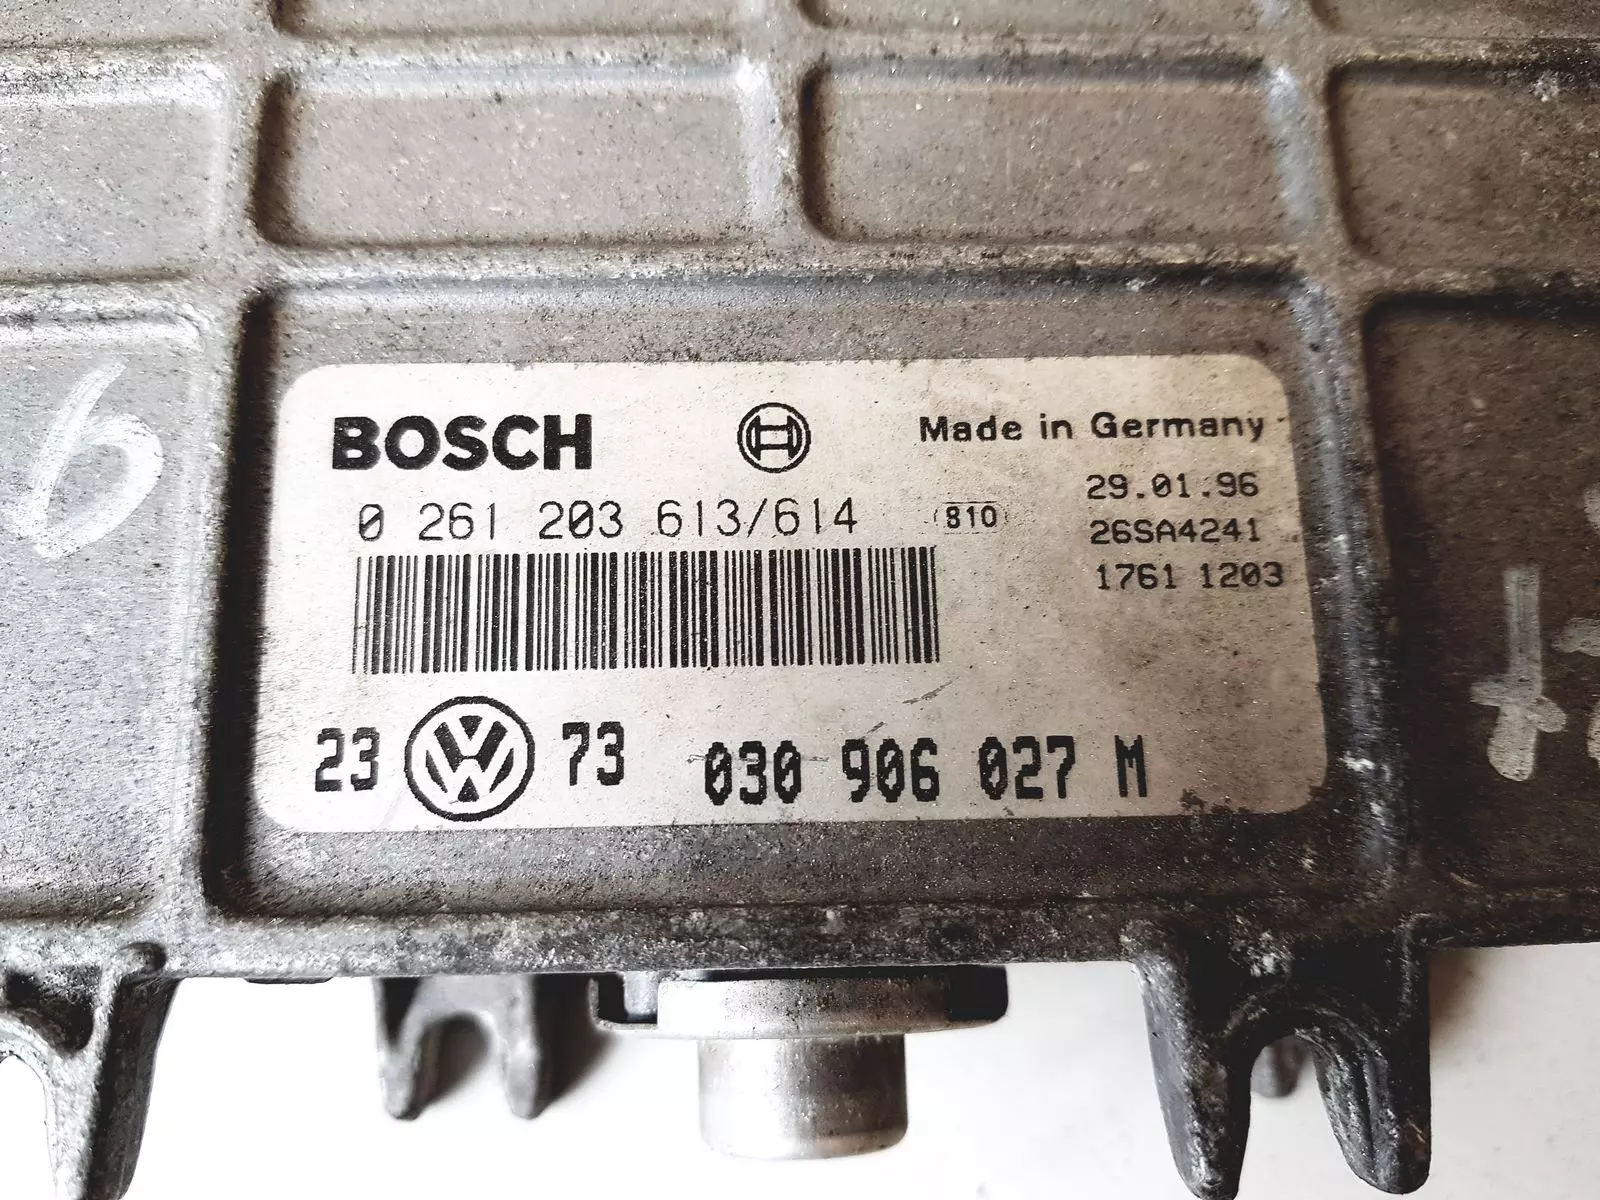 BOSCH
Made in Germany
0 261 203 613/614
810
29.01.96
26SA4241
1761 1203
23 VW 73 030 906 027 M